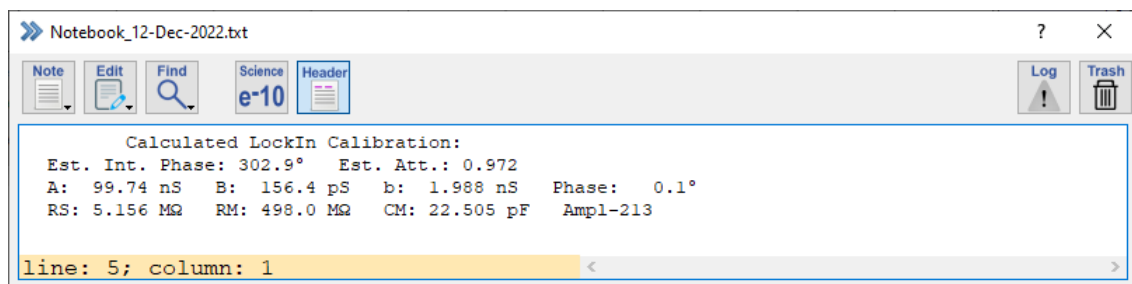 Notebook_12-Dec-2022.txt ?
Note Edit Find Science e-10 Header Log Trash
Calculated LockIn Calibration:
Est. Int. Phase: 302.9° Est. Att.: 0.972
A: 99.74 nS B: 156.4 pS b: 1.988 nS Phase: 0.1°
RS: 5.156 MΩ RM: 498.0 MΩ CM: 22.505 pF Ampl-213
line: 5; column: 1